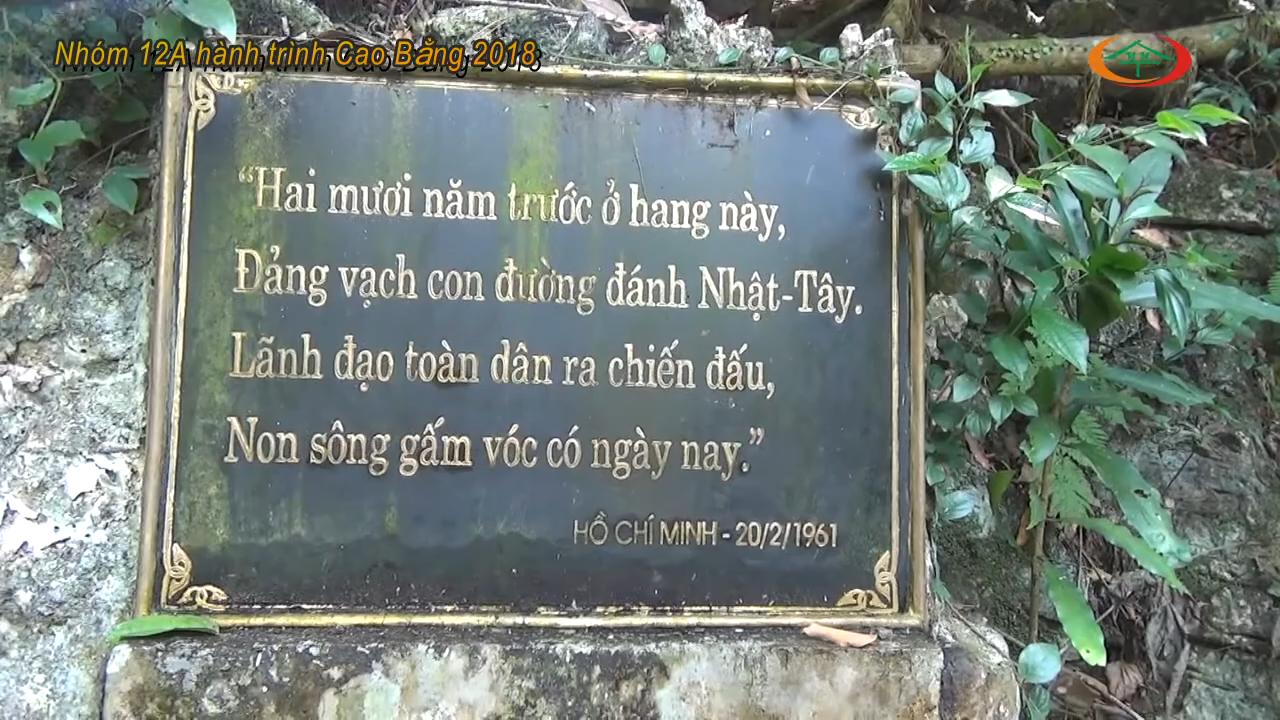 Nhóm 12A hành trình Cao Bằng 2018
“Hai mươi năm trước ở hang này,
Đảng vạch con đường đánh Nhật-Tây.
Lãnh đạo toàn dân ra chiến đấu,
Non sông gấm vóc có ngày nay.”
HỒ CHÍ MINH - 20/2/1961